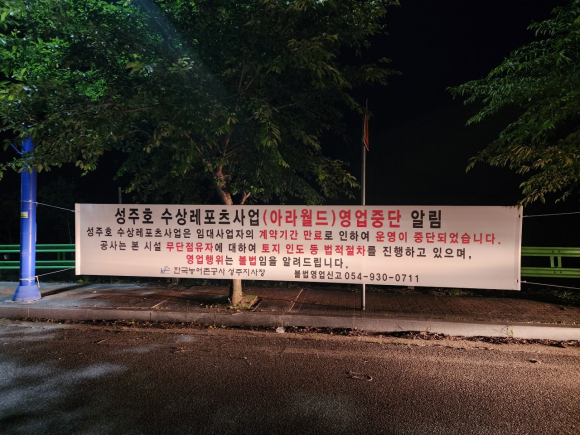 성주호 수상레포츠사업(아라월드)영업중단 알림
성주호 수상레포츠사업은 임대사업자의 계약기간 만료로 인하여 운영이 중단되었습니다.
공사는 본 시설 무단점유자에 대하여 토지 인도 등 법적절차를 진행하고 있으며,
영업행위는 불법임을 알려드립니다.
한국농어촌공사 성주지사장 불법영업신고 054-930-0711